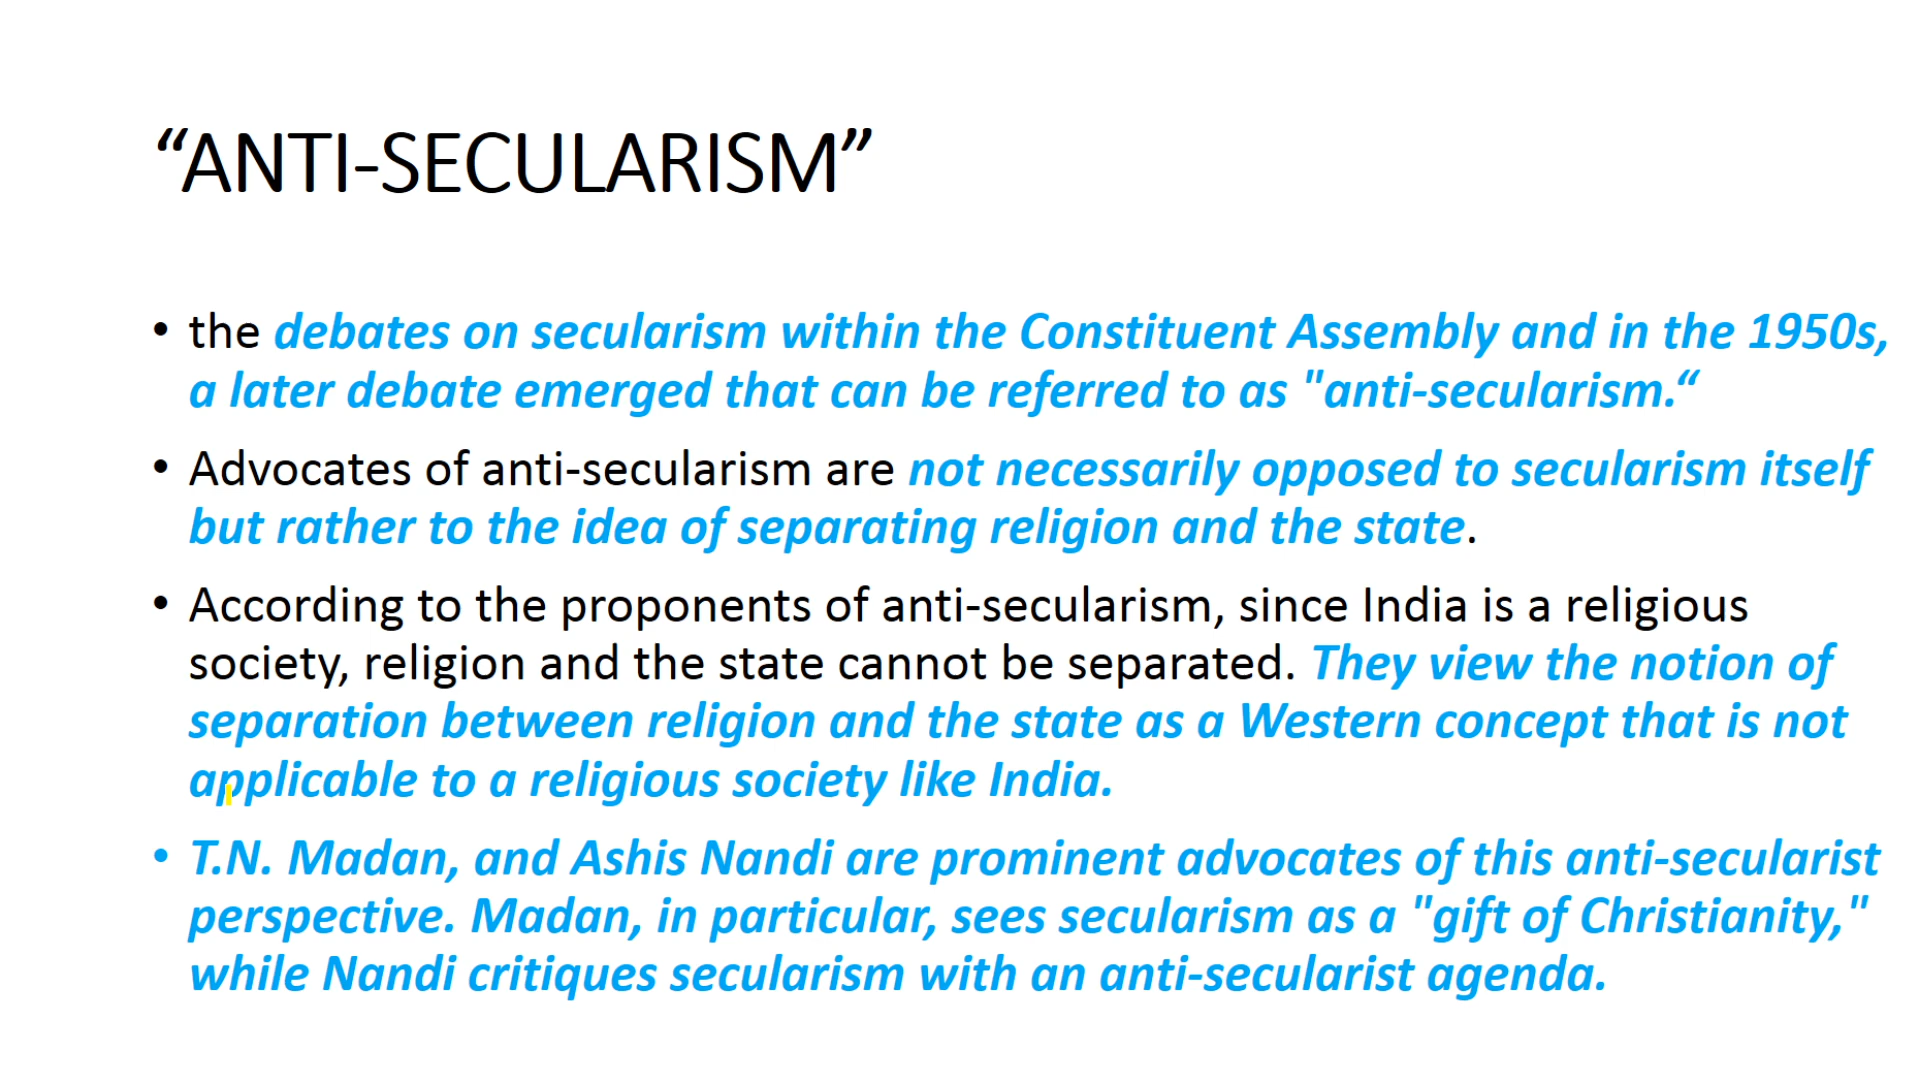 “ANTI-SECULARISM”
• the debates on secularism within the Constituent Assembly and in the 1950s,
a later debate emerged that can be referred to as "anti-secularism.“
• Advocates of anti-secularism are not necessarily opposed to secularism itself
but rather to the idea of separating religion and the state.
• According to the proponents of anti-secularism, since India is a religious
society, religion and the state cannot be separated. They view the notion of
separation between religion and the state as a Western concept that is not
applicable to a religious society like India.
• T.N. Madan, and Ashis Nandi are prominent advocates of this anti-secularist
perspective. Madan, in particular, sees secularism as a "gift of Christianity,"
while Nandi critiques secularism with an anti-secularist agenda.